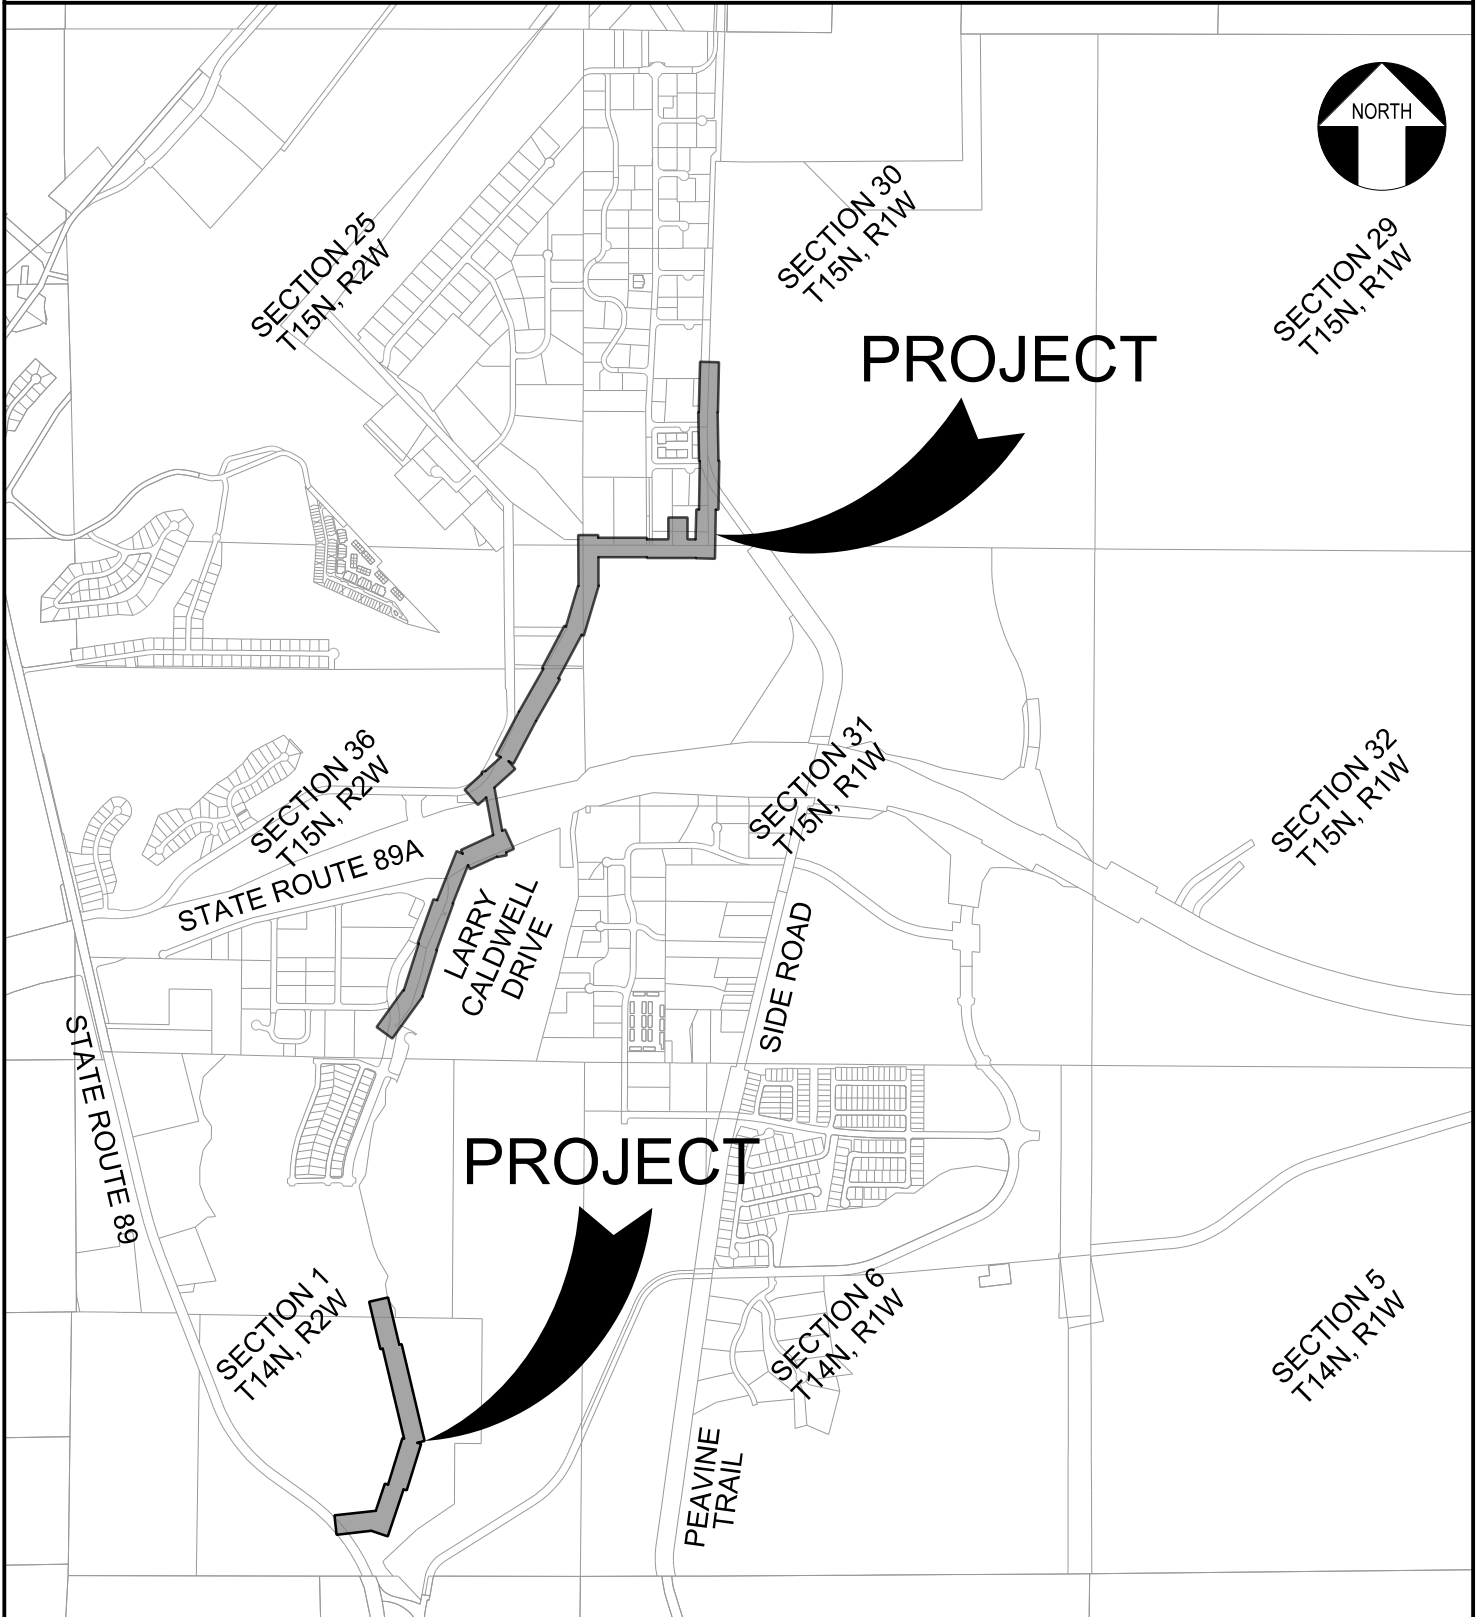 NORTH
SECTION 25
T15N, R2W
SECTION 30
T15N, R1W
SECTION 29
T15N, R1W
PROJECT
SECTION 36
T15N, R2W
SECTION 31
T15N, R1W
SECTION 32
T15N, R1W
STATE ROUTE 89A
LARRY
CALDWELL
DRIVE
SIDE ROAD
STATE ROUTE 89
PROJECT
SECTION 1
T14N, R2W
SECTION 6
T14N, R1W
SECTION 5
T14N, R1W
PEAVINE
TRAIL